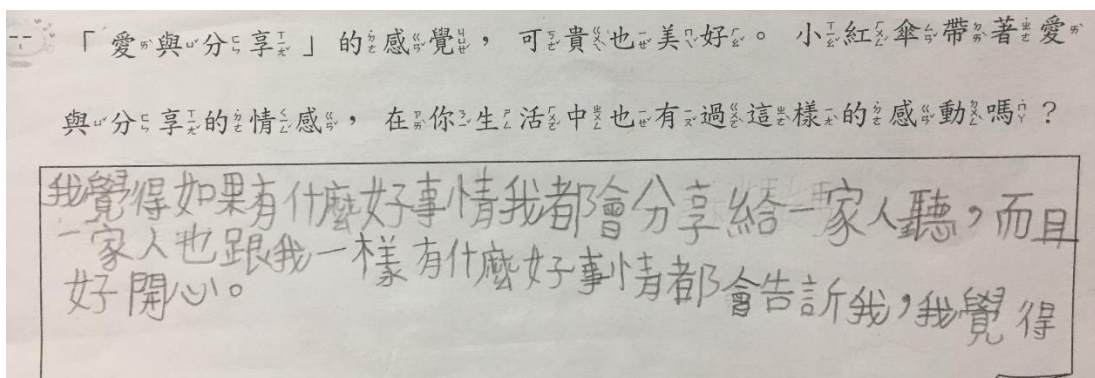 「愛與分享」的感覺，可貴也美好。小紅傘帶著愛
與分享的情感，在你生活中也有過這樣的感動嗎？
我覺得如果有什麼好事情我都會分享給一家人聽，而且
一家人也跟我一樣有什麼好事情都會告訴我，我覺得
好開心。